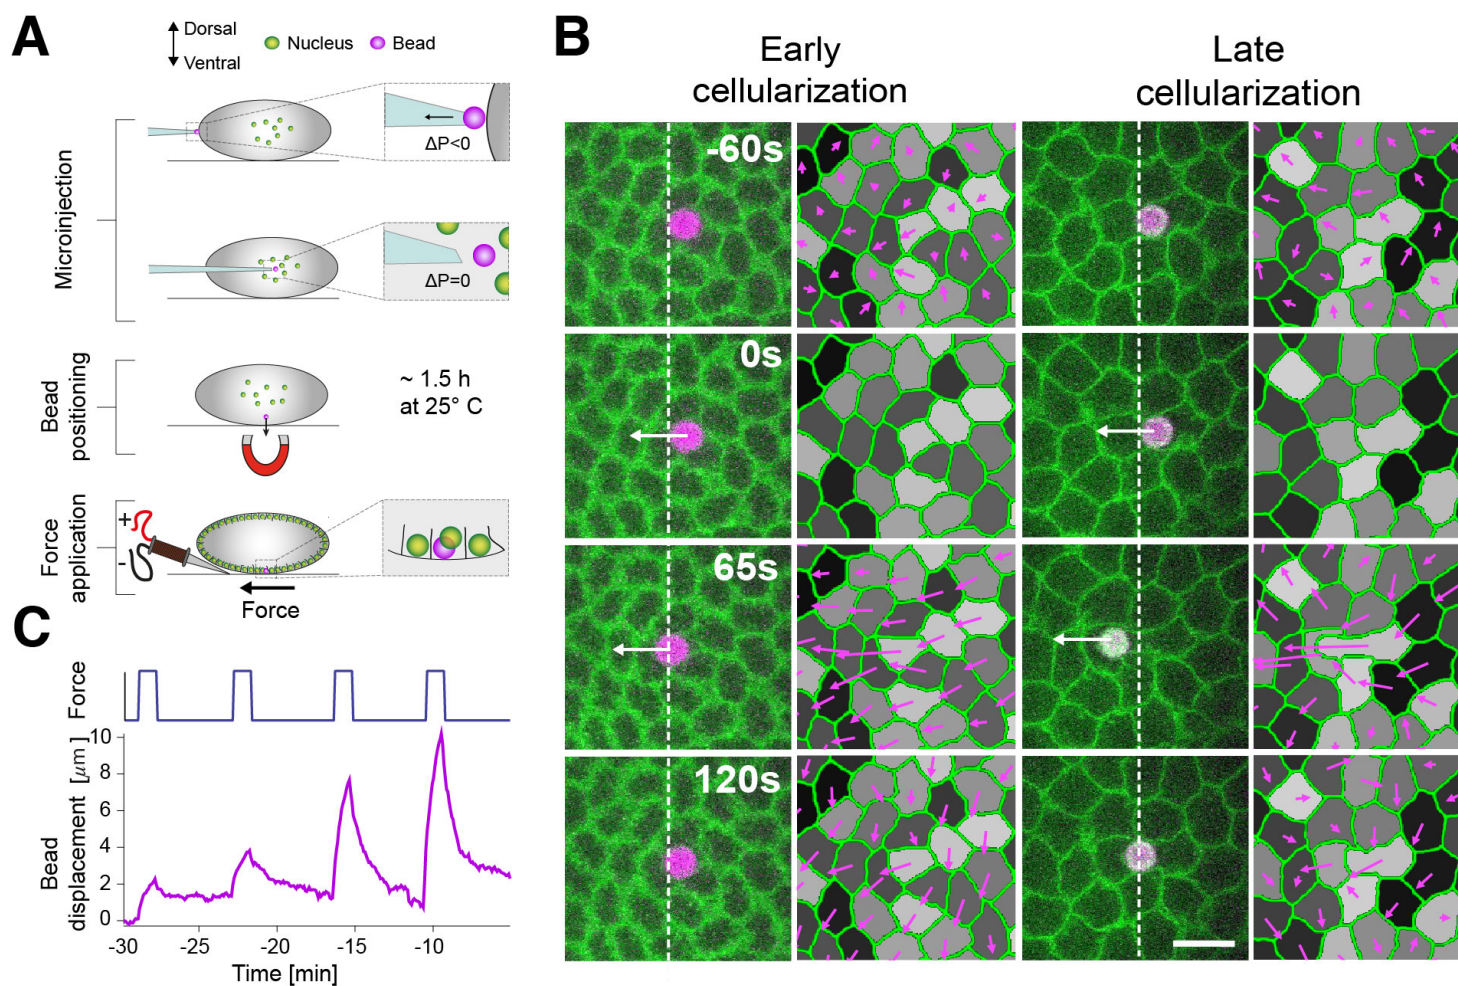 A
Dorsal
Ventral
Nucleus
Bead
Microinjection
ΔP<0
ΔP=0
Bead
positioning
~ 1.5 h
at 25° C
Force
application
+
-
Force
B
Early
cellularization
Late
cellularization
-60s
0s
65s
120s
C
Force
Bead
displacement [μm]
10
8
6
4
2
0
-30
-25
-20
-15
-10
Time [min]